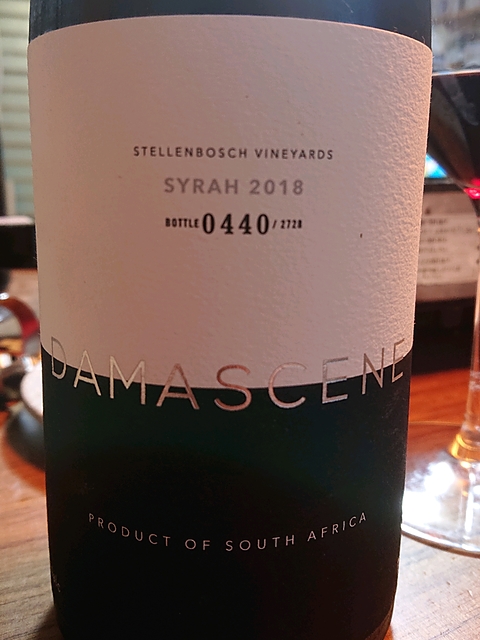 STELLENBOSCH VINEYARDS
SYRAH 2018
BOTTLE 0440 / 2728
DAMASCENE
PRODUCT OF SOUTH AFRICA